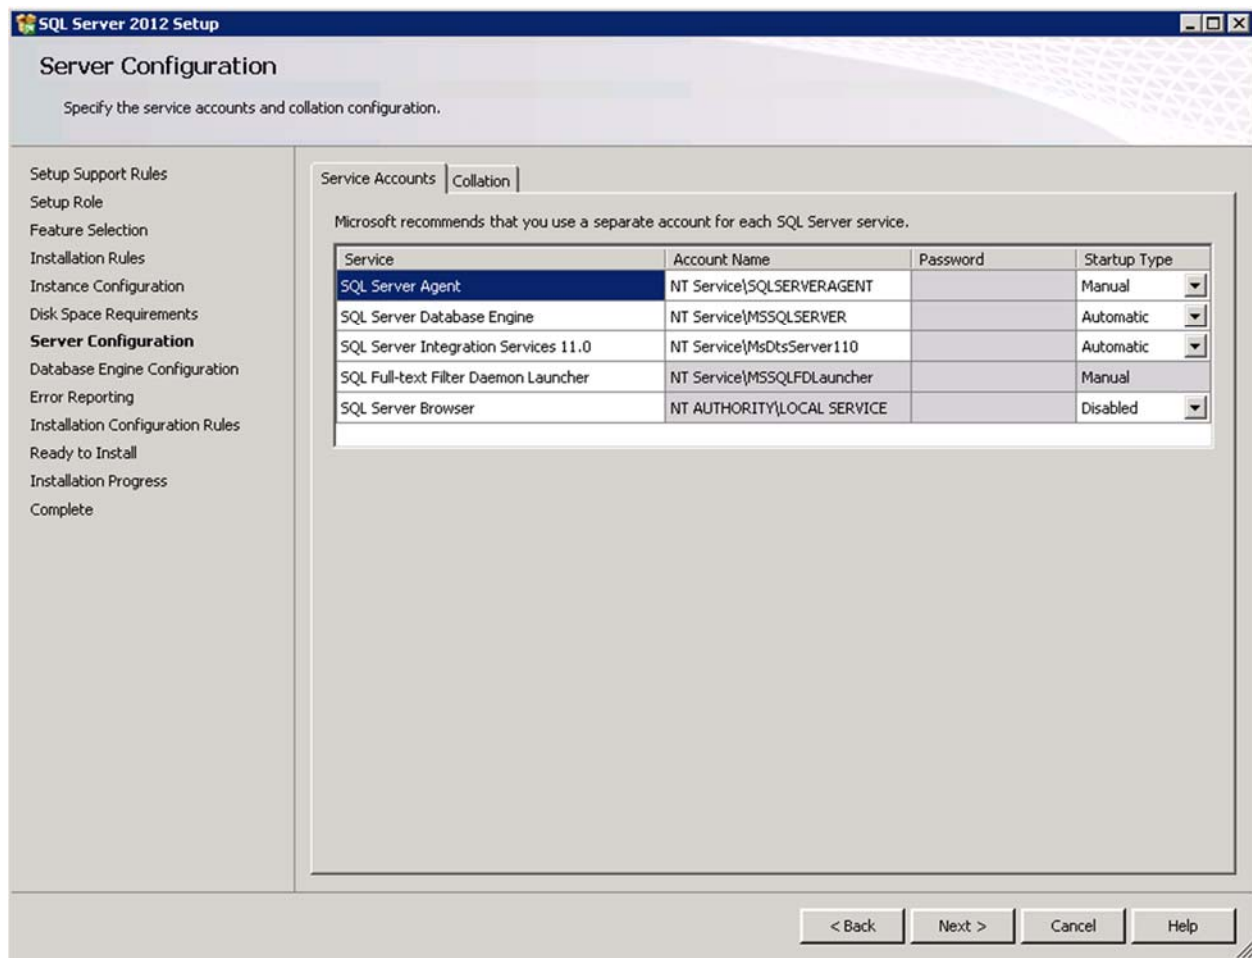 SQL Server 2012 Setup
Server Configuration
Specify the service accounts and collation configuration.
Setup Support Rules
Setup Role
Feature Selection
Installation Rules
Instance Configuration
Disk Space Requirements
Server Configuration
Database Engine Configuration
Error Reporting
Installation Configuration Rules
Ready to Install
Installation Progress
Complete
Service Accounts Collation
Microsoft recommends that you use a separate account for each SQL Server service.
Service Account Name Password Startup Type
SQL Server Agent NT Service\SQLSERVERAGENT Manual
SQL Server Database Engine NT Service\MSSQLSERVER Automatic
SQL Server Integration Services 11.0 NT Service\MsDtsServer110 Automatic
SQL Full-text Filter Daemon Launcher NT Service\MSSQLFDLauncher Manual
SQL Server Browser NT AUTHORITY\LOCAL SERVICE Disabled
< Back Next > Cancel Help